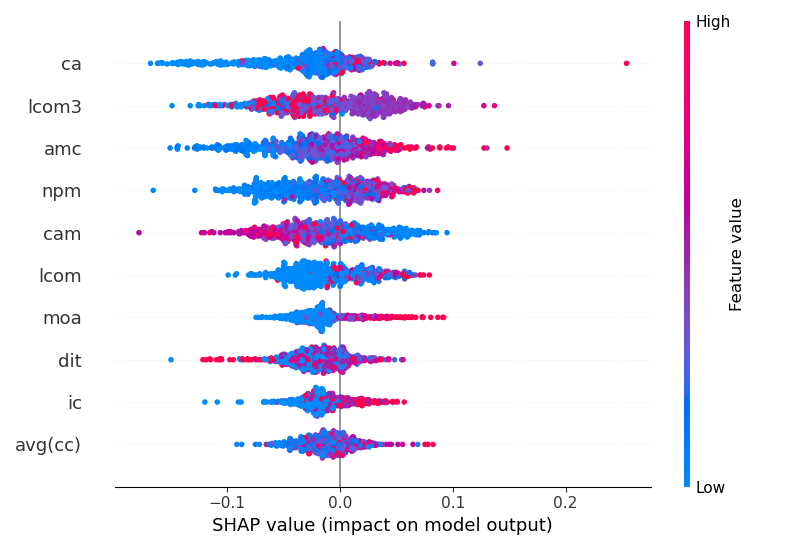 High
ca
lcom3
amc
npm
cam
lcom
moa
dit
ic
avg(cc)
Feature value
Low
−0.1
0.0
0.1
0.2
SHAP value (impact on model output)